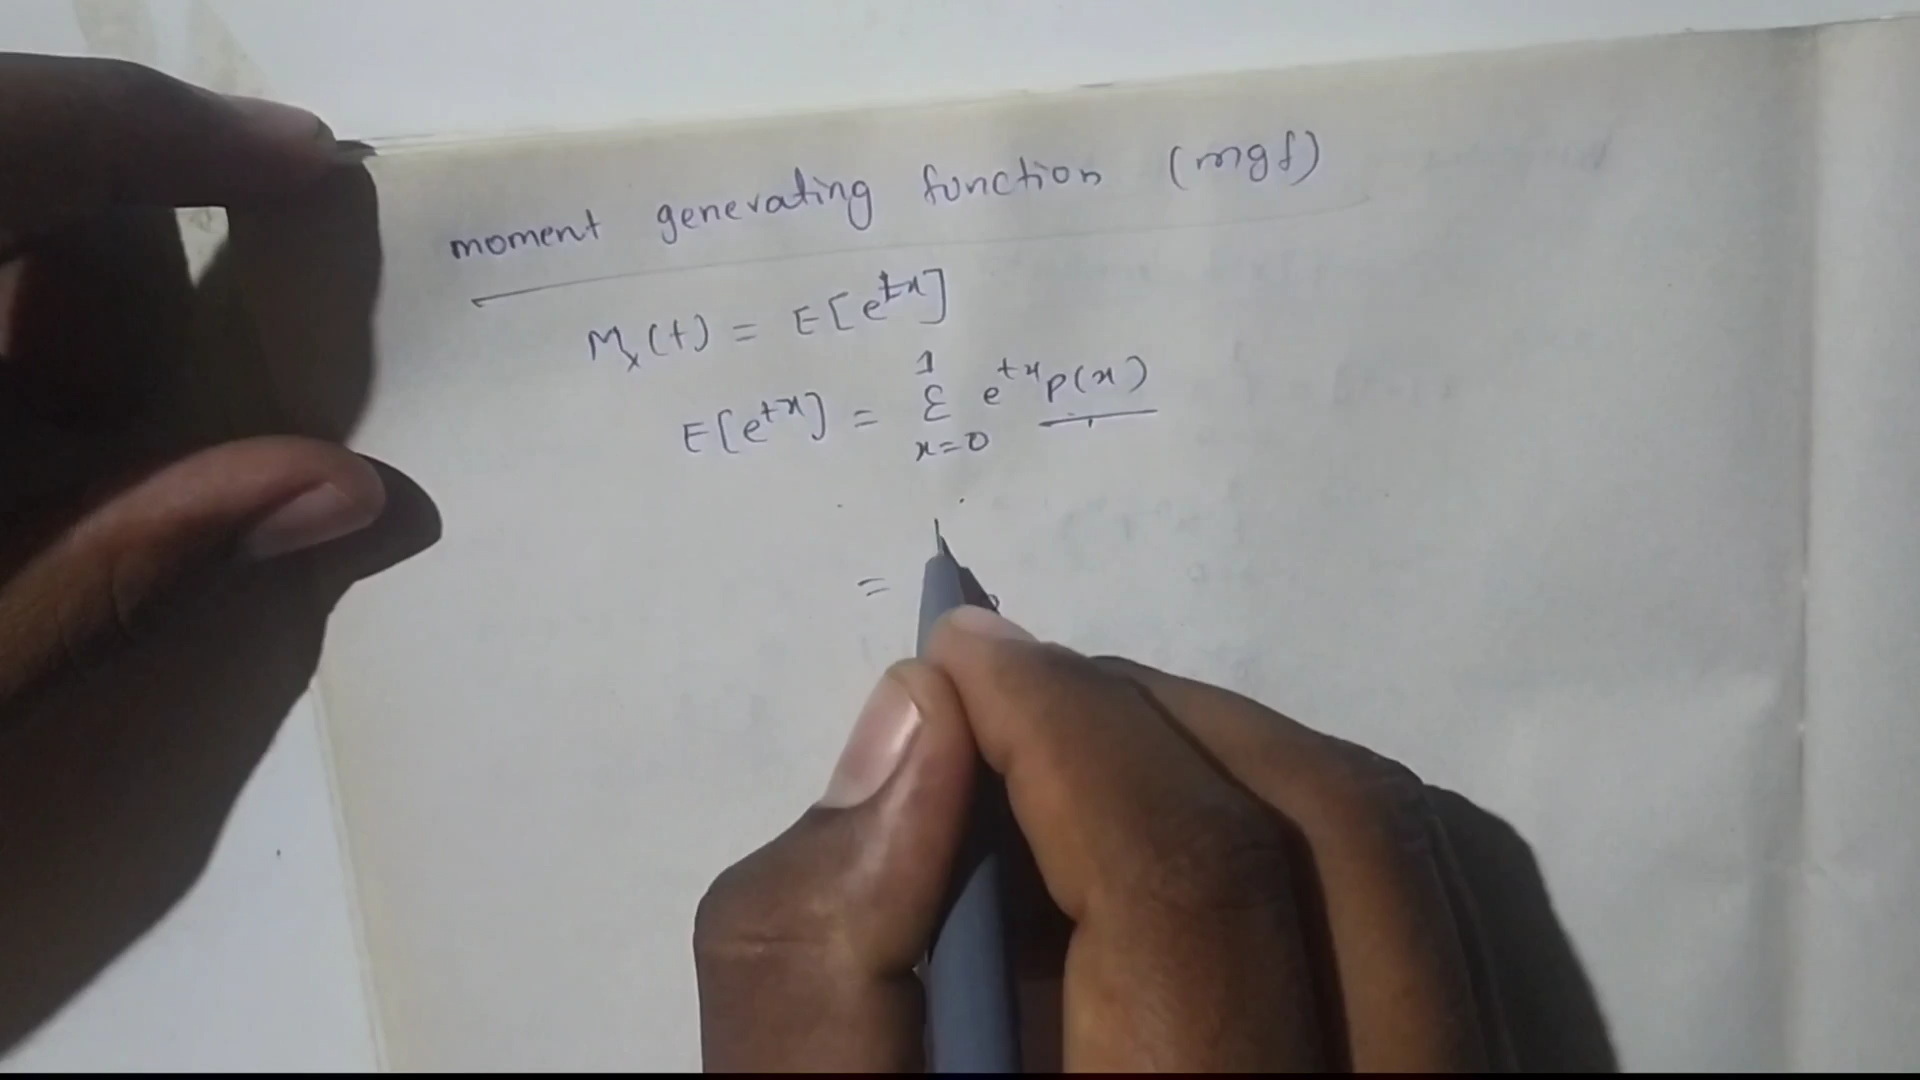 moment generating function (mgf)
Mx(t) = E[e^tx]
E[e^tx] = Σ_{x=0}^{1} e^tx p(x)
=